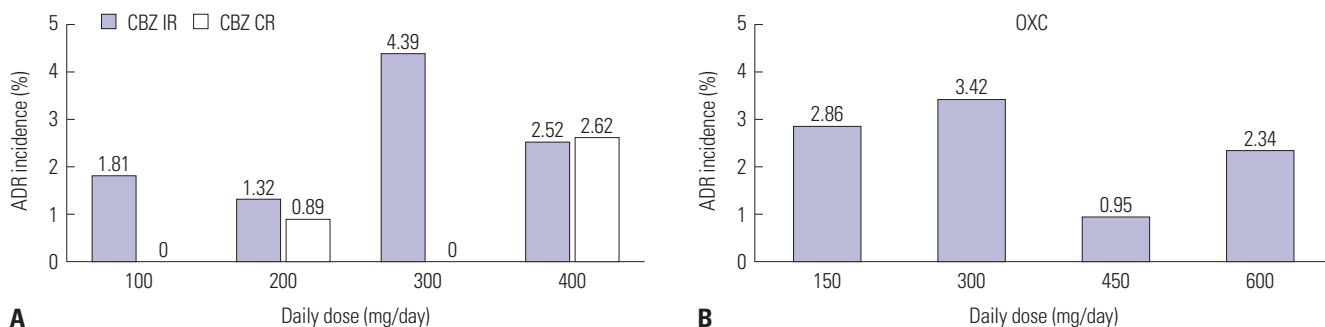 CBZ IR CBZ CR
5
4
3
2
1
0
ADR incidence (%)
1.81
0
1.32
0.89
4.39
0
2.52
2.62
100 200 300 400
Daily dose (mg/day)
A
OXC
5
4
3
2
1
0
ADR incidence (%)
2.86
3.42
0.95
2.34
150 300 450 600
Daily dose (mg/day)
B